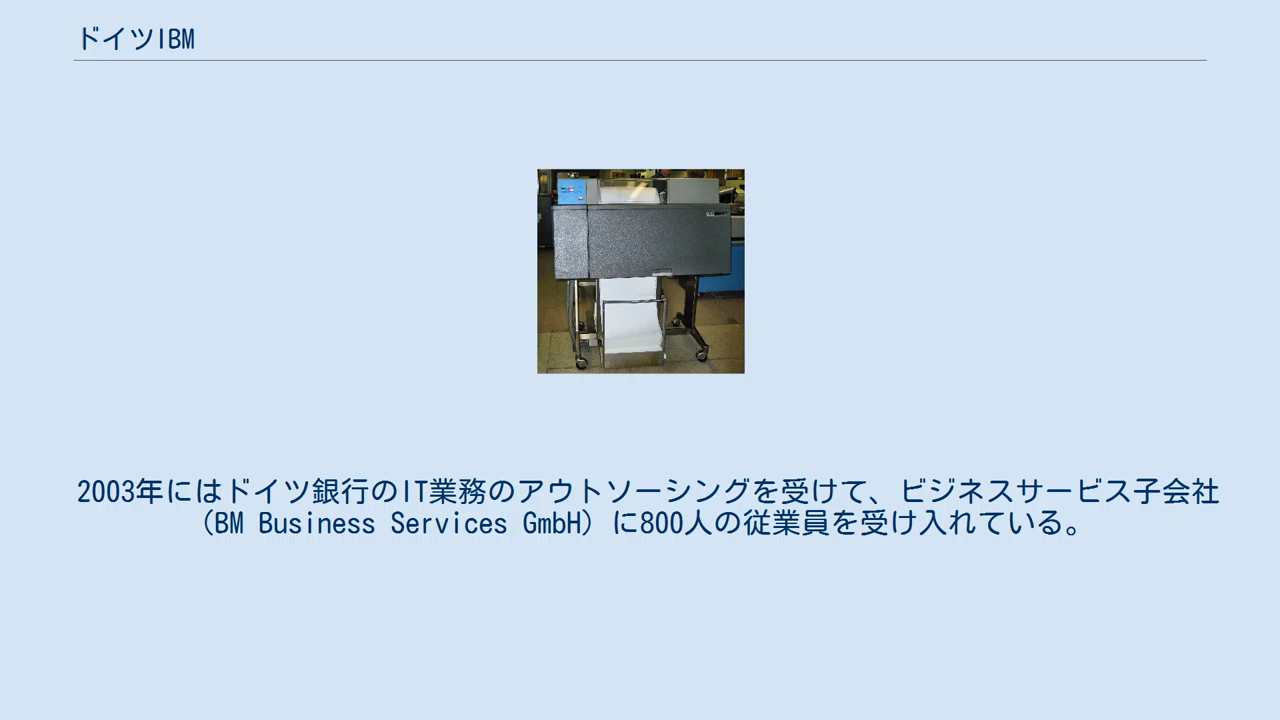 ドイツIBM
2003年にはドイツ銀行のIT業務のアウトソーシングを受けて、ビジネスサービス子会社
（BM Business Services GmbH）に800人の従業員を受け入れている。